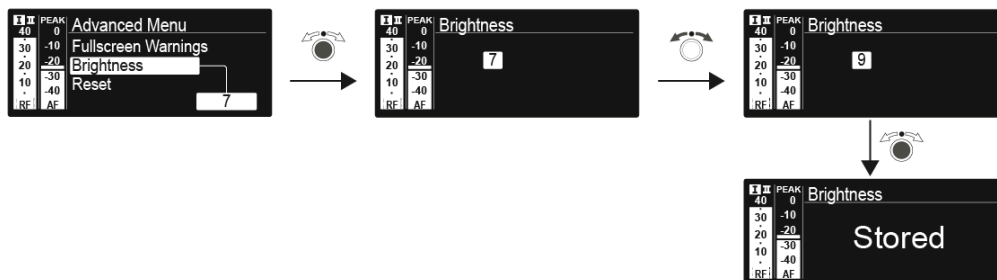 I II PEAK Advanced Menu
40 0
30 -10 Fullscreen Warnings
20 -20 Brightness
10 -30 Reset
-40
RF AF 7
I II PEAK Brightness
40 0
30 -10
20 -20 7
10 -30
-40
RF AF
I II PEAK Brightness
40 0
30 -10
20 -20 9
10 -30
-40
RF AF
I II PEAK Brightness
40 0
30 -10
20 -20 Stored
10 -30
-40
RF AF